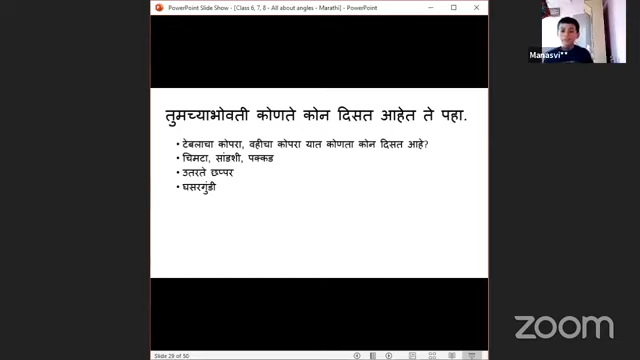 PowerPoint Slide Show - [Class 6, 7, 8 - All about angles - Marathi] - PowerPoint
Manasvi**
तुमच्याभोवती कोणते कोन दिसत आहेत ते पहा.
• टेबलाचा कोपरा, वहीचा कोपरा यात कोणता कोन दिसत आहे?
• चिमटा, सांडशी, पक्कड
• उतरते छप्पर
• घसरगुंडी
zoom
Slide 29 of 50